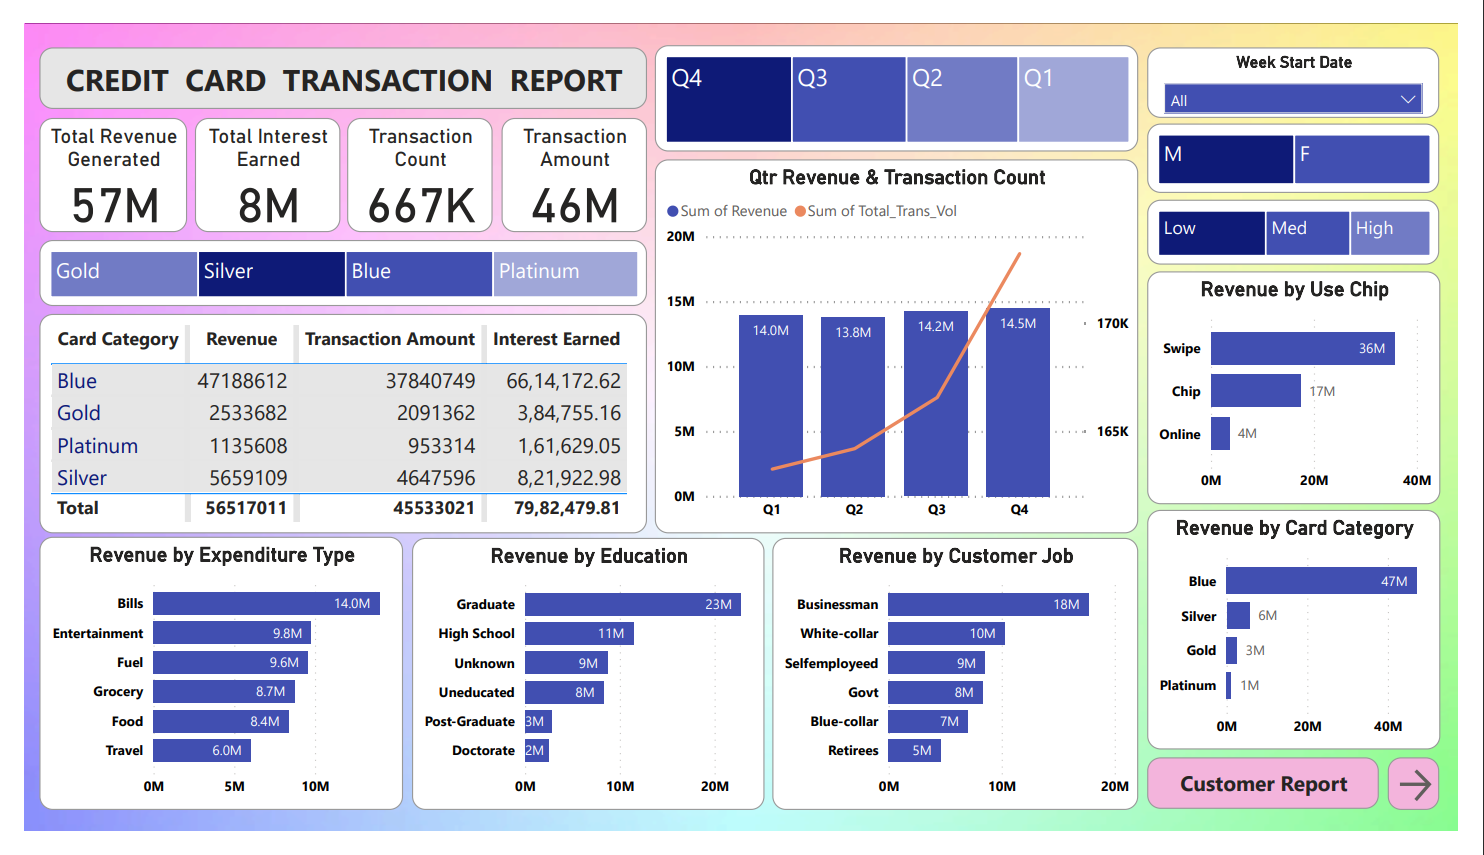 CREDIT CARD TRANSACTION REPORT
Total Revenue Generated
57M
Total Interest Earned
8M
Transaction Count
667K
Transaction Amount
46M
Gold Silver Blue Platinum
Card Category Revenue Transaction Amount Interest Earned
Blue 47188612 37840749 66,14,172.62
Gold 2533682 2091362 3,84,755.16
Platinum 1135608 953314 1,61,629.05
Silver 5659109 4647596 8,21,922.98
Total 56517011 45533021 79,82,479.81
Q4 Q3 Q2 Q1
Qtr Revenue & Transaction Count
Sum of Revenue Sum of Total_Trans_Vol
20M
15M
10M
5M
0M
14.0M 13.8M 14.2M 14.5M
170K
165K
Q1 Q2 Q3 Q4
Week Start Date
All
M F
Low Med High
Revenue by Use Chip
Swipe 36M
Chip 17M
Online 4M
0M 20M 40M
Revenue by Card Category
Blue 47M
Silver 6M
Gold 3M
Platinum 1M
0M 20M 40M
Revenue by Expenditure Type
Bills 14.0M
Entertainment 9.8M
Fuel 9.6M
Grocery 8.7M
Food 8.4M
Travel 6.0M
0M 5M 10M
Revenue by Education
Graduate 23M
High School 11M
Unknown 9M
Uneducated 8M
Post-Graduate 3M
Doctorate 2M
0M 10M 20M
Revenue by Customer Job
Businessman 18M
White-collar 10M
Selfemployeed 9M
Govt 8M
Blue-collar 7M
Retirees 5M
0M 10M 20M
Customer Report